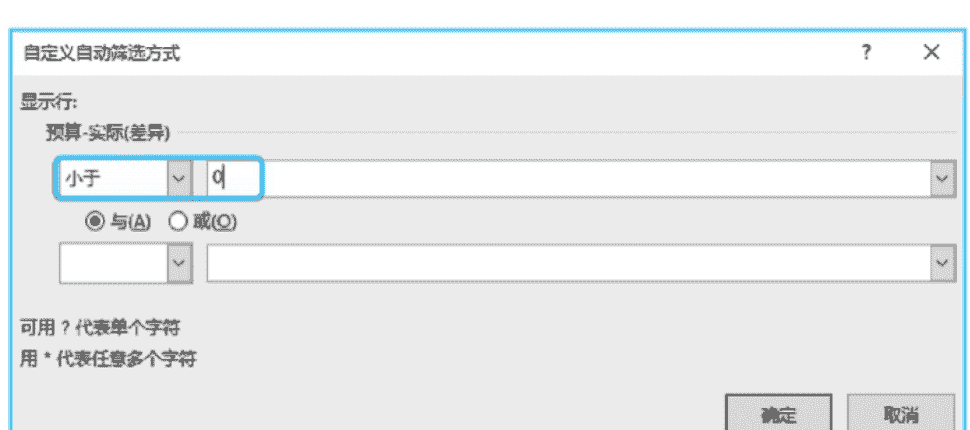 自定义自动筛选方式 ? ×
显示行:
预算-实际(差异)
小于 0
与(A) 或(O)
可用 ? 代表单个字符
用 * 代表任意多个字符
确定 取消